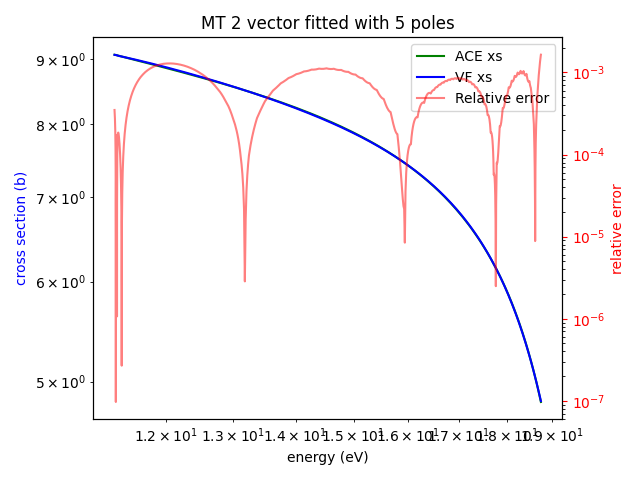 MT 2 vector fitted with 5 poles
ACE xs
VF xs
Relative error
cross section (b)
9 × 10⁰
8 × 10⁰
7 × 10⁰
6 × 10⁰
5 × 10⁰
10⁻³
10⁻⁴
10⁻⁵
10⁻⁶
10⁻⁷
relative error
1.2 × 10¹ 1.3 × 10¹ 1.4 × 10¹ 1.5 × 10¹ 1.6 × 10¹ 1.7 × 10¹ 1.8 × 10¹ 1.9 × 10¹
energy (eV)